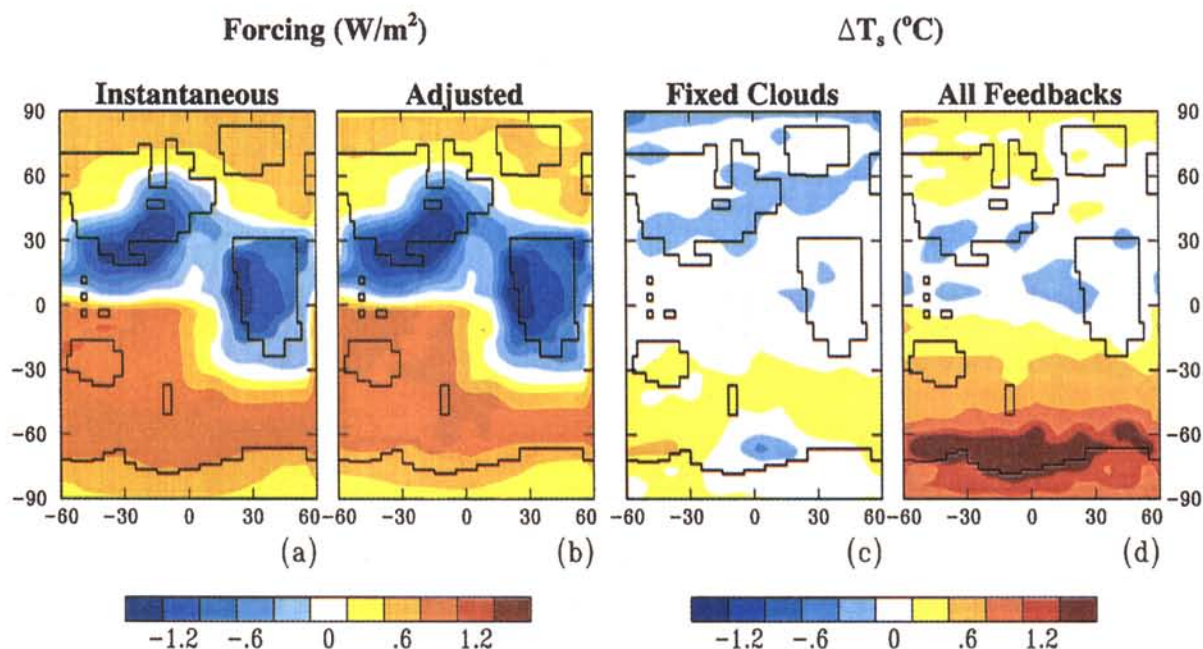 Forcing (W/m²) ΔTₛ (°C)
Instantaneous Adjusted Fixed Clouds All Feedbacks
90 90
60 60
30 30
0 0
-30 -30
-60 -60
-90 -90
-60 -30 0 30 60 -30 0 30 60 -60 -30 0 30 60 -30 0 30 60
(a) (b) (c) (d)
-1.2 -.6 0 .6 1.2 -1.2 -.6 0 .6 1.2